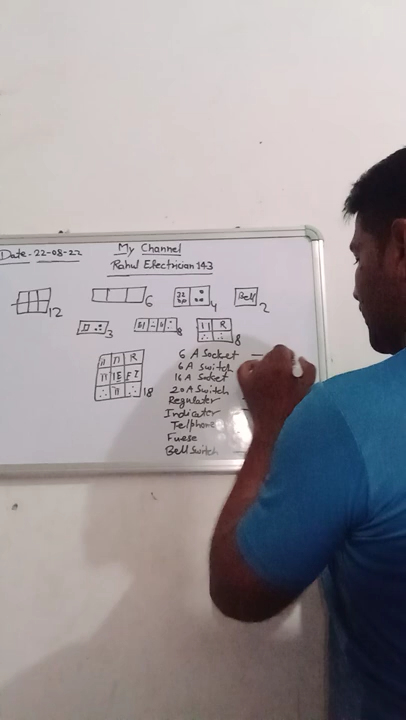 Date - 22-08-22
My Channel
Rahul Electrician 143
12
6
4
Bell 2
3
8
R 8
R
18
6 A Socket
6 A Switch
16 A Socket
20 A Switch
Regulater
Indicator
Telphone
Fuese
Bell Switch